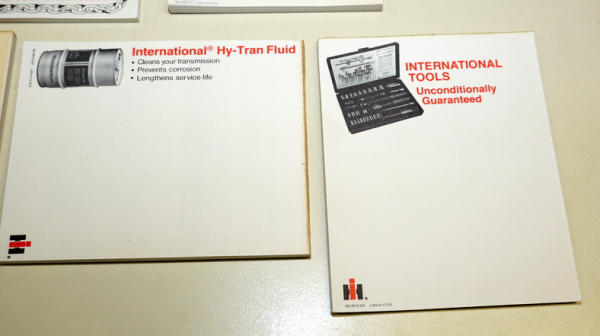 International® Hy-Tran Fluid
• Cleans your transmission
• Prevents corrosion
• Lengthens service life
INTERNATIONAL
TOOLS
Unconditionally
Guaranteed